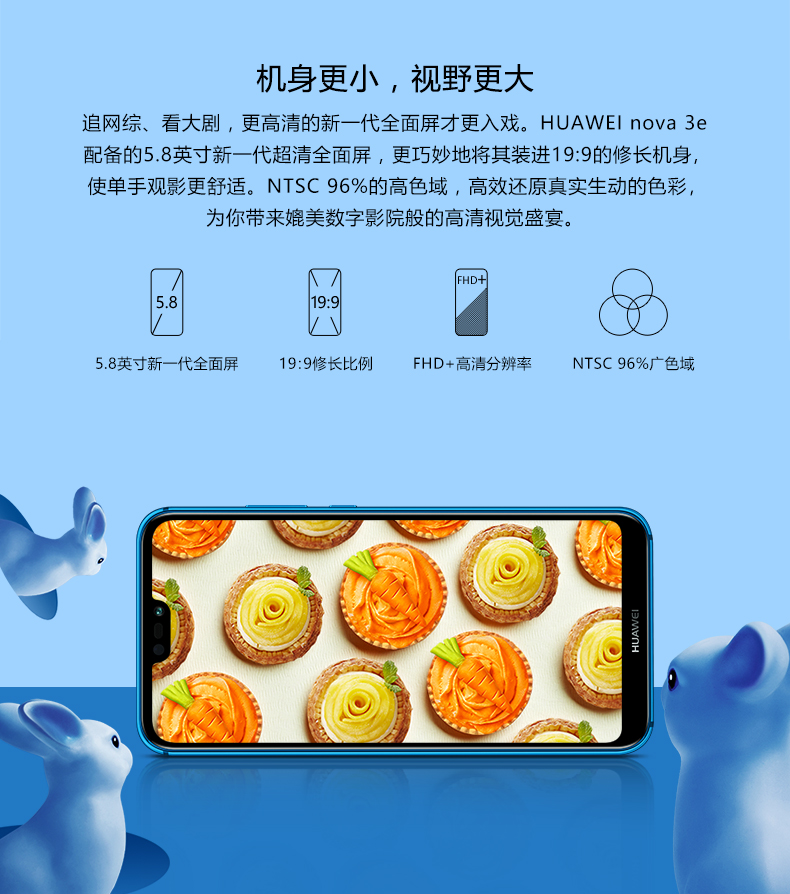 机身更小，视野更大
追网综、看大剧，更高清的新一代全面屏才更入戏。HUAWEI nova 3e
配备的5.8英寸新一代超清全面屏，更巧妙地将其装进19:9的修长机身，
使单手观影更舒适。NTSC 96%的高色域，高效还原真实生动的色彩，
为你带来媲美数字影院般的高清视觉盛宴。
5.8
19:9
FHD+
5.8英寸新一代全面屏
19:9修长比例
FHD+高清分辨率
NTSC 96%广色域
HUAWEI